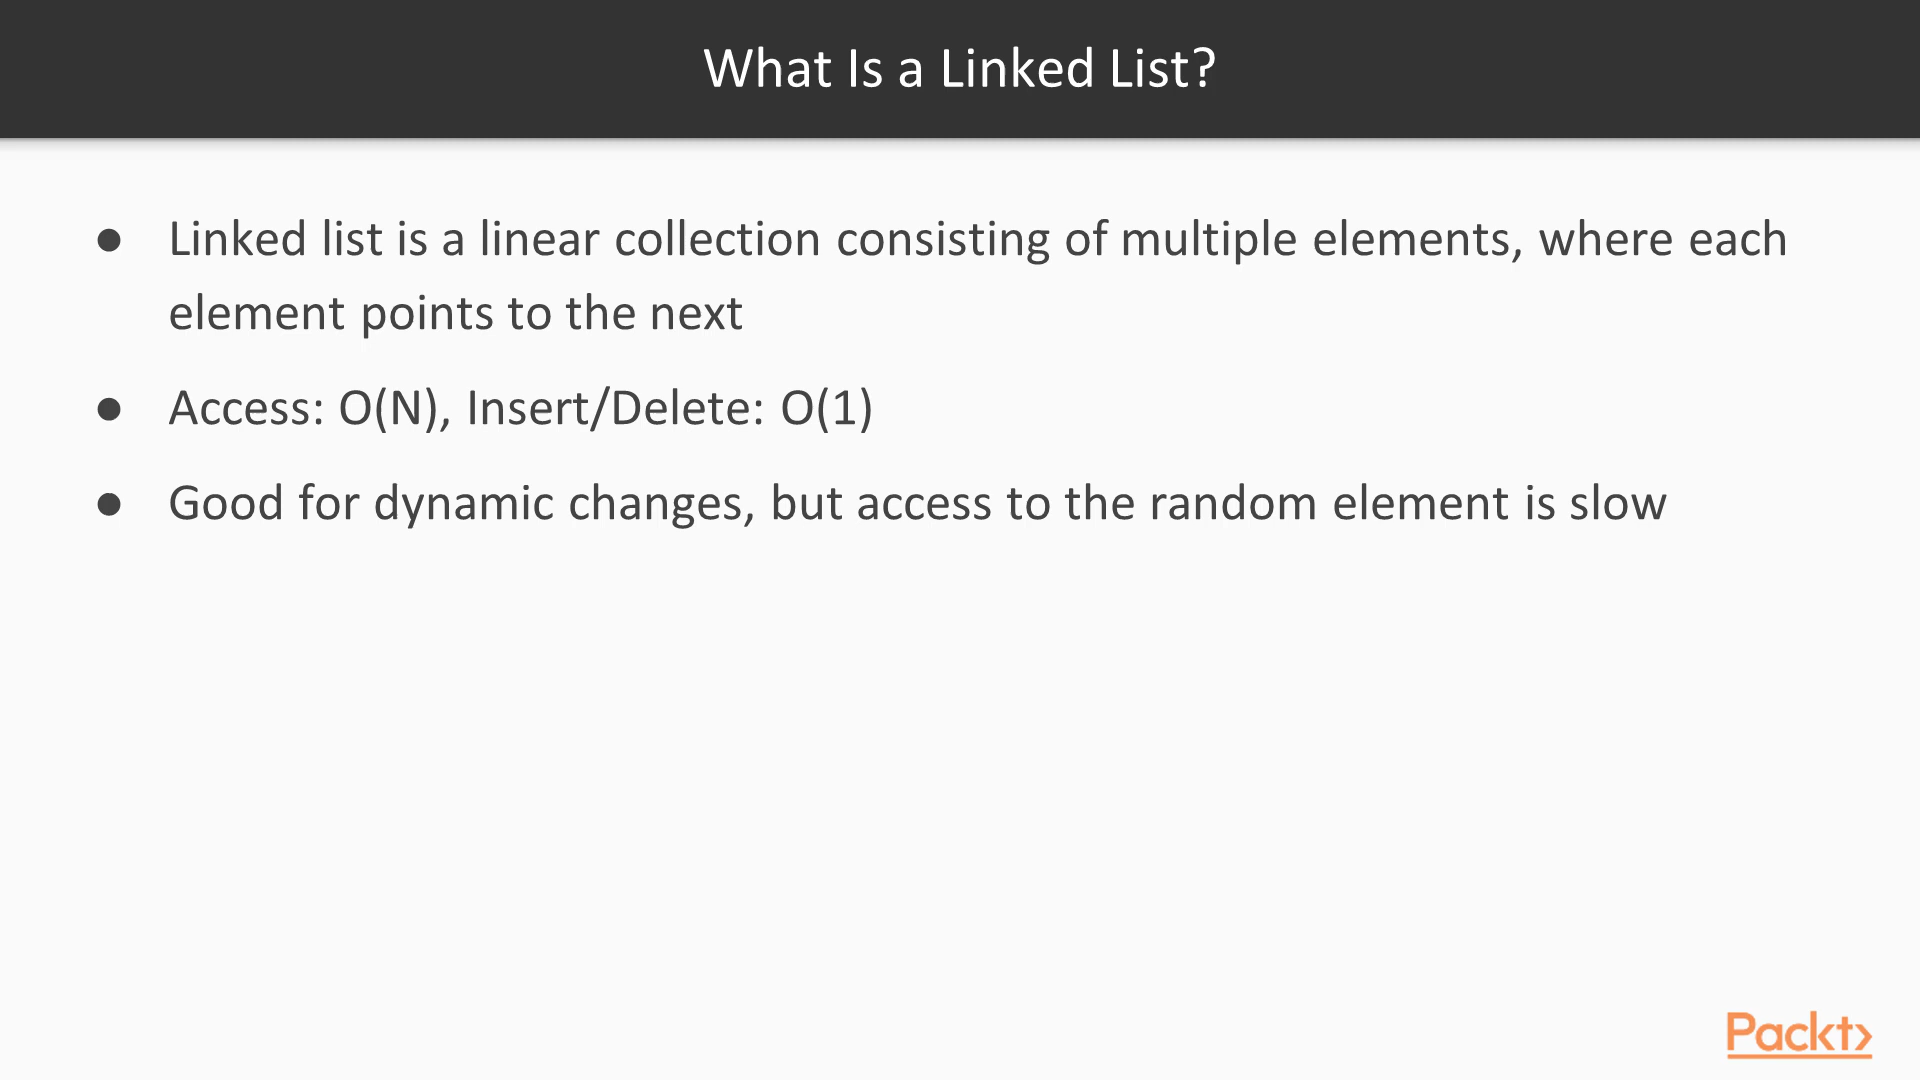 What Is a Linked List?
● Linked list is a linear collection consisting of multiple elements, where each
element points to the next
● Access: O(N), Insert/Delete: O(1)
● Good for dynamic changes, but access to the random element is slow
Packt>